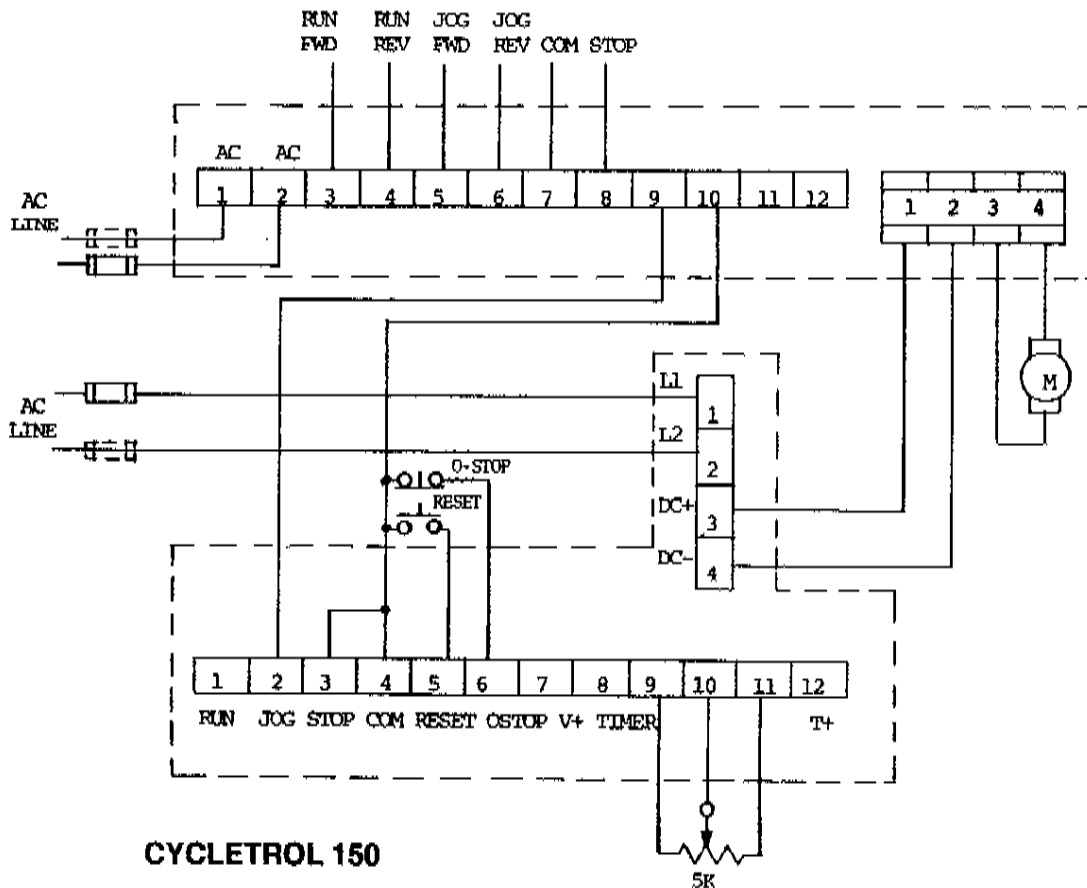 RUN FWD
RUN REV
JOG FWD
JOG REV
COM
STOP
AC AC
1 2 3 4 5 6 7 8 9 10 11 12
1 2 3 4
AC LINE
M
L1
1
AC LINE
L2
2
O-STOP
RESET
DC+
3
DC-
4
1 2 3 4 5 6 7 8 9 10 11 12
RUN JOG STOP COM RESET OSTOP V+ TIMER T+
CYCLETROL 150
5K